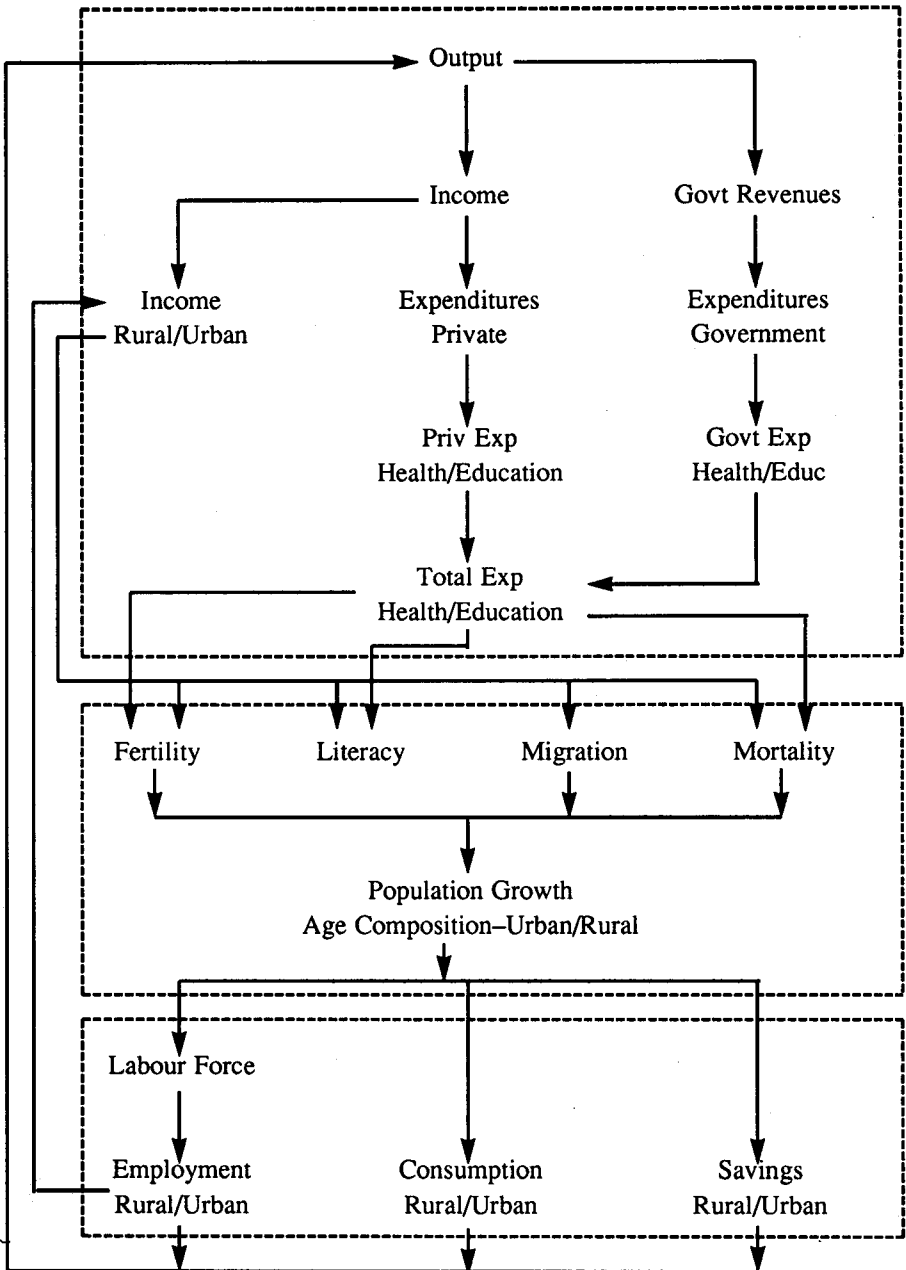 Output
Income
Govt Revenues
Income
Rural/Urban
Expenditures
Private
Expenditures
Government
Priv Exp
Health/Education
Govt Exp
Health/Educ
Total Exp
Health/Education
Fertility
Literacy
Migration
Mortality
Population Growth
Age Composition–Urban/Rural
Labour Force
Employment
Rural/Urban
Consumption
Rural/Urban
Savings
Rural/Urban